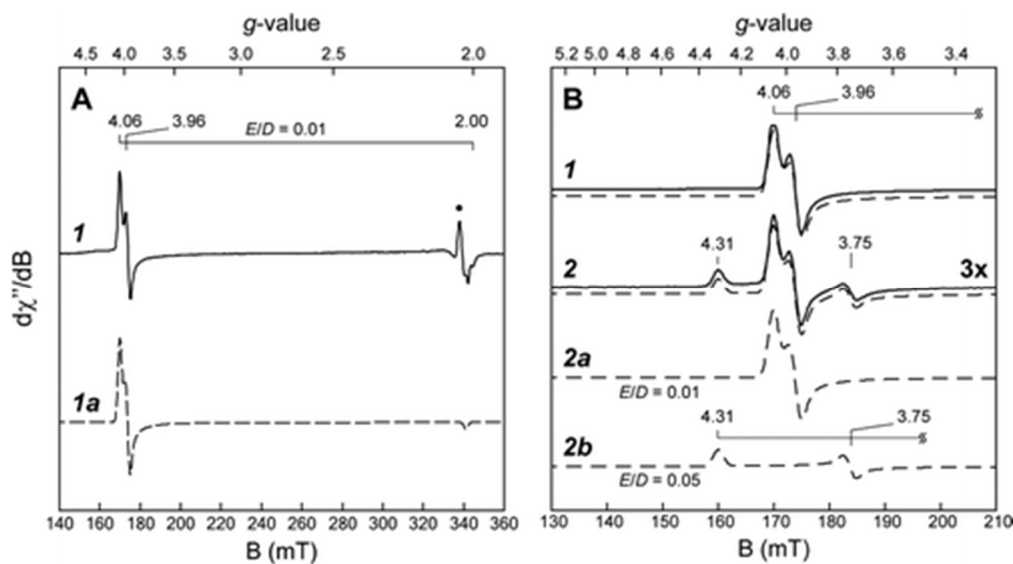 g-value
4.5 4.0 3.5 3.0 2.5 2.0
A
4.06 3.96 2.00
E/D = 0.01
1
1a
dχ"/dB
140 160 180 200 220 240 260 280 300 320 340 360
B (mT)
g-value
5.2 5.0 4.8 4.6 4.4 4.2 4.0 3.8 3.6 3.4
B
4.06 3.96
1
4.31 3.75
2 3x
2a
E/D = 0.01
4.31 3.75
2b
E/D = 0.05
130 140 150 160 170 180 190 200 210
B (mT)